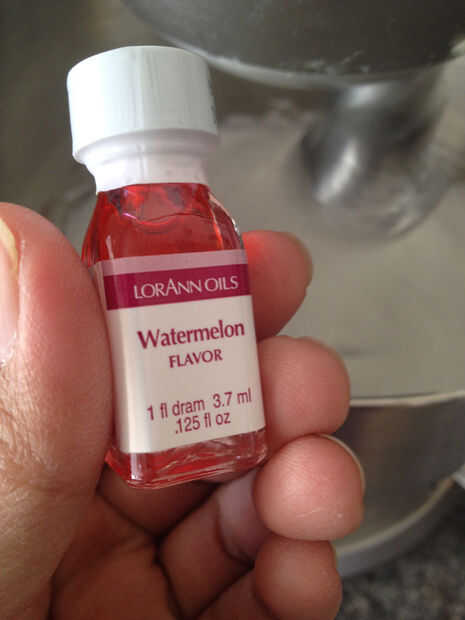 LORANN OILS
Watermelon
FLAVOR
1 fl dram 3.7 ml
.125 fl oz